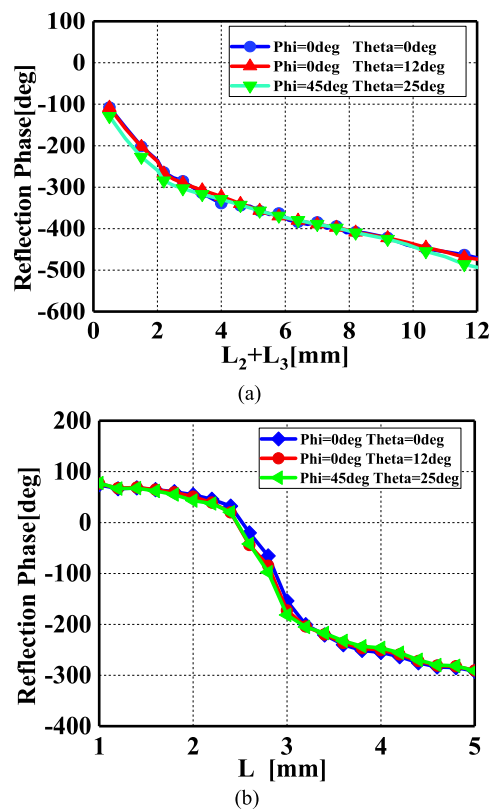 100
0
-100
-200
-300
-400
-500
-600
Reflection Phase[deg]
Phi=0deg Theta=0deg
Phi=0deg Theta=12deg
Phi=45deg Theta=25deg
0 2 4 6 8 10 12
L₂+L₃[mm]
(a)
200
100
0
-100
-200
-300
-400
Reflection Phase[deg]
Phi=0deg Theta=0deg
Phi=0deg Theta=12deg
Phi=45deg Theta=25deg
1 2 3 4 5
L [mm]
(b)